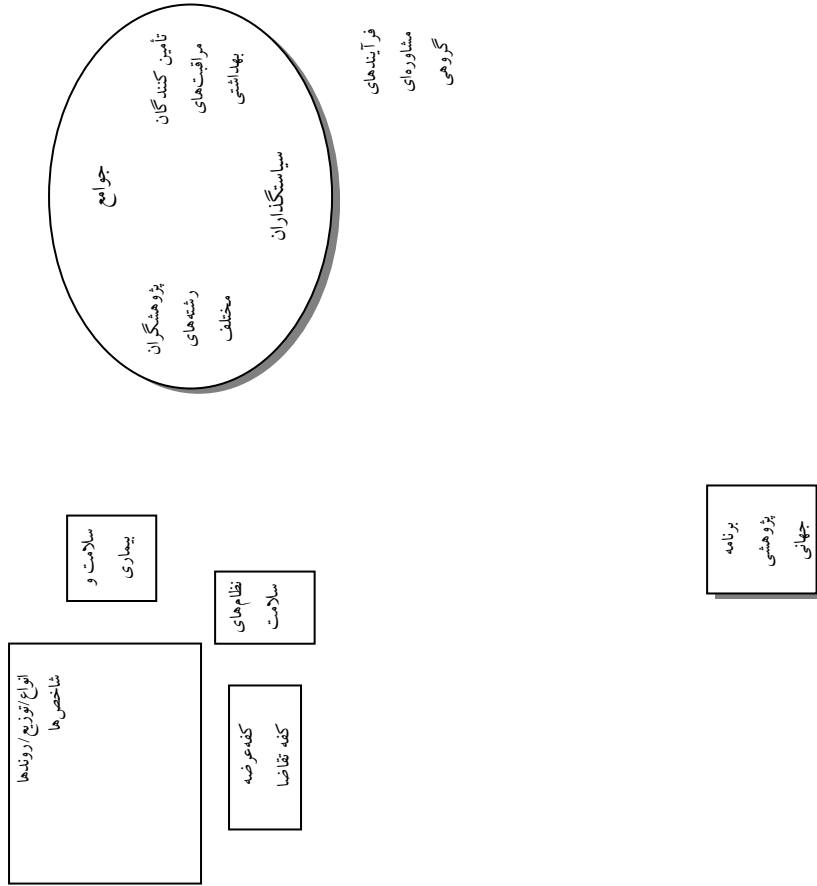 تأمین کنندگان
مراقبت‌های
بهداشتی
جوامع
سیاستگذاران
پژوهشگران
رشته‌های
مختلف
فرآیندهای
مشاوره‌ای
گروهی
سلامت و
بیماری
نظام‌های
سلامت
انواع/توزیع/روندها
شاخص‌ها
کفه‌عرضه
کفه تقاضا
برنامه
پژوهشی
جهانی